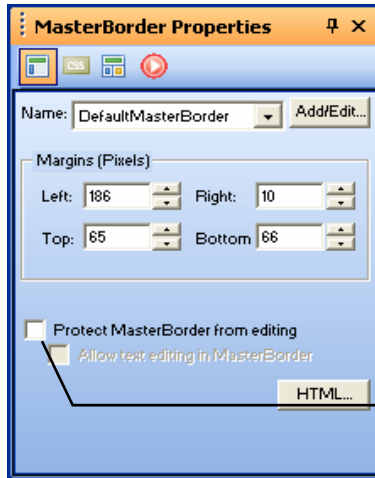 MasterBorder Properties
CSS
Name: DefaultMasterBorder Add/Edit...
Margins (Pixels)
Left: 186 Right: 10
Top: 65 Bottom 66
Protect MasterBorder from editing
Allow text editing in MasterBorder
HTML...